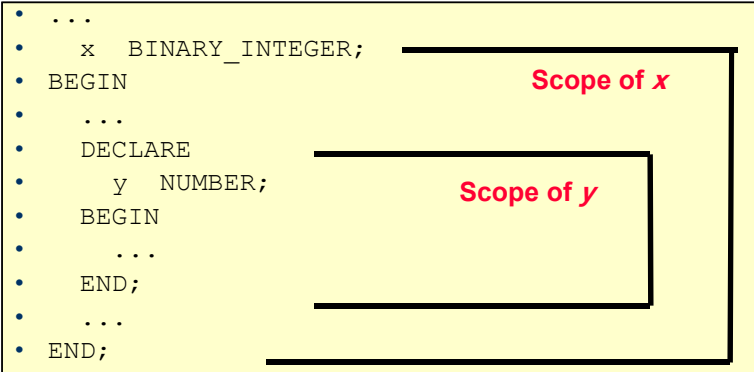 • ...
• x BINARY_INTEGER;
• BEGIN
Scope of x
• ...
• DECLARE
• y NUMBER;
Scope of y
• BEGIN
• ...
• END;
• ...
• END;